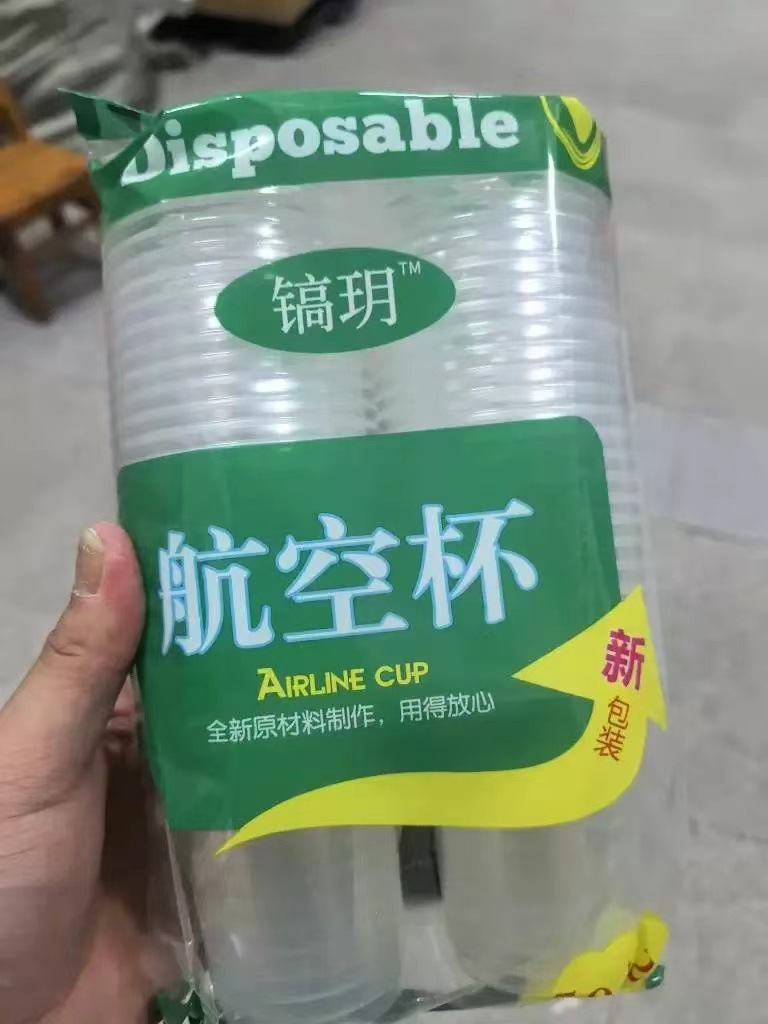 Disposable
镐玥™
航空杯
AIRLINE CUP
全新原材料制作，用得放心
新
包装